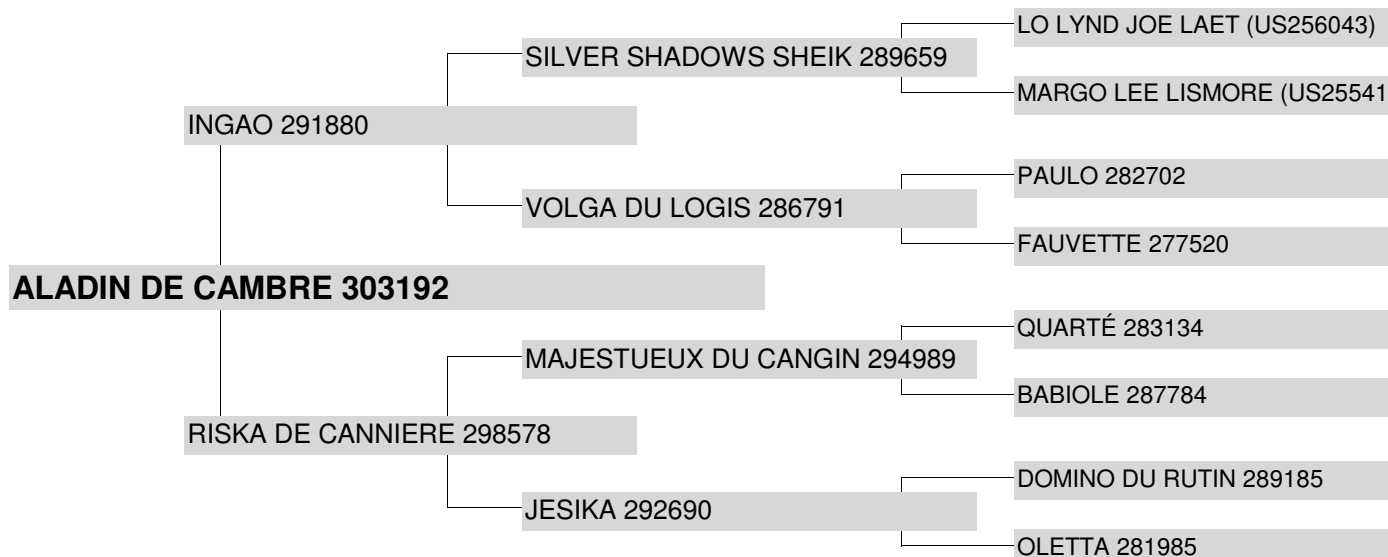 LO LYND JOE LAET (US256043)
SILVER SHADOWS SHEIK 289659
MARGO LEE LISMORE (US25541
INGAO 291880
PAULO 282702
VOLGA DU LOGIS 286791
FAUVETTE 277520
ALADIN DE CAMBRE 303192
QUARTÉ 283134
MAJESTUEUX DU CANGIN 294989
BABIOLE 287784
RISKA DE CANNIERE 298578
DOMINO DU RUTIN 289185
JESIKA 292690
OLETTA 281985